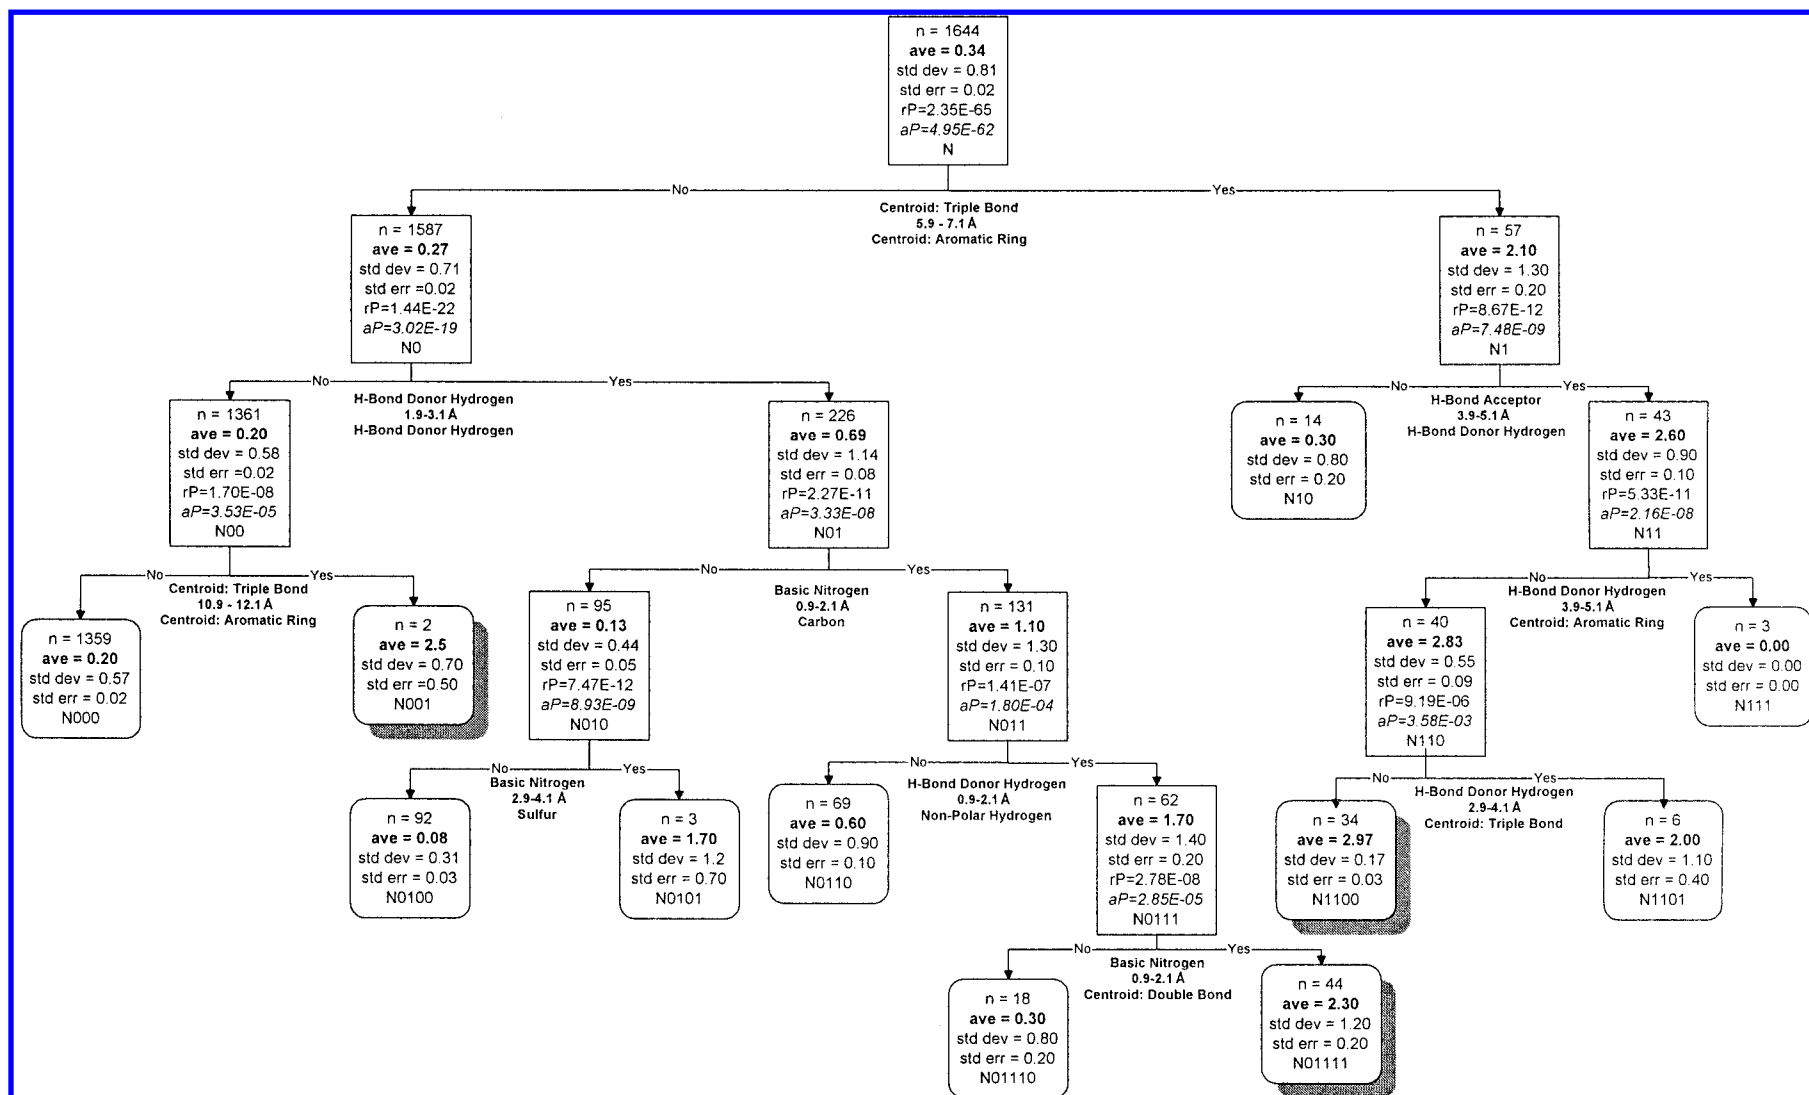 n = 1644
ave = 0.34
std dev = 0.81
std err = 0.02
rP=2.35E-65
aP=4.95E-62
N
No
Yes
Centroid: Triple Bond
5.9 - 7.1 Å
Centroid: Aromatic Ring
n = 1587
ave = 0.27
std dev = 0.71
std err =0.02
rP=1.44E-22
aP=3.02E-19
N0
n = 57
ave = 2.10
std dev = 1.30
std err = 0.20
rP=8.67E-12
aP=7.48E-09
N1
No
Yes
H-Bond Donor Hydrogen
1.9-3.1 Å
H-Bond Donor Hydrogen
No
Yes
H-Bond Acceptor
3.9-5.1 Å
H-Bond Donor Hydrogen
n = 1361
ave = 0.20
std dev = 0.58
std err =0.02
rP=1.70E-08
aP=3.53E-05
N00
n = 226
ave = 0.69
std dev = 1.14
std err = 0.08
rP=2.27E-11
aP=3.33E-08
N01
n = 14
ave = 0.30
std dev = 0.80
std err = 0.20
N10
n = 43
ave = 2.60
std dev = 0.90
std err = 0.10
rP=5.33E-11
aP=2.16E-08
N11
No
Yes
Centroid: Triple Bond
10.9 - 12.1 Å
Centroid: Aromatic Ring
No
Yes
Basic Nitrogen
0.9-2.1 Å
Carbon
No
Yes
H-Bond Donor Hydrogen
3.9-5.1 Å
Centroid: Aromatic Ring
n = 1359
ave = 0.20
std dev = 0.57
std err = 0.02
N000
n = 2
ave = 2.5
std dev = 0.70
std err =0.50
N001
n = 95
ave = 0.13
std dev = 0.44
std err = 0.05
rP=7.47E-12
aP=8.93E-09
N010
n = 131
ave = 1.10
std dev = 1.30
std err = 0.10
rP=1.41E-07
aP=1.80E-04
N011
n = 40
ave = 2.83
std dev = 0.55
std err = 0.09
rP=9.19E-06
aP=3.58E-03
N110
n = 3
ave = 0.00
std dev = 0.00
std err = 0.00
N111
No
Yes
Basic Nitrogen
2.9-4.1 Å
Sulfur
No
Yes
H-Bond Donor Hydrogen
0.9-2.1 Å
Non-Polar Hydrogen
No
Yes
H-Bond Donor Hydrogen
2.9-4.1 Å
Centroid: Triple Bond
n = 92
ave = 0.08
std dev = 0.31
std err = 0.03
N0100
n = 3
ave = 1.70
std dev = 1.2
std err = 0.70
N0101
n = 69
ave = 0.60
std dev = 0.90
std err = 0.10
N0110
n = 62
ave = 1.70
std dev = 1.40
std err = 0.20
rP=2.78E-08
aP=2.85E-05
N0111
n = 34
ave = 2.97
std dev = 0.17
std err = 0.03
N1100
n = 6
ave = 2.00
std dev = 1.10
std err = 0.40
N1101
No
Yes
Basic Nitrogen
0.9-2.1 Å
Centroid: Double Bond
n = 18
ave = 0.30
std dev = 0.80
std err = 0.20
N01110
n = 44
ave = 2.30
std dev = 1.20
std err = 0.20
N01111